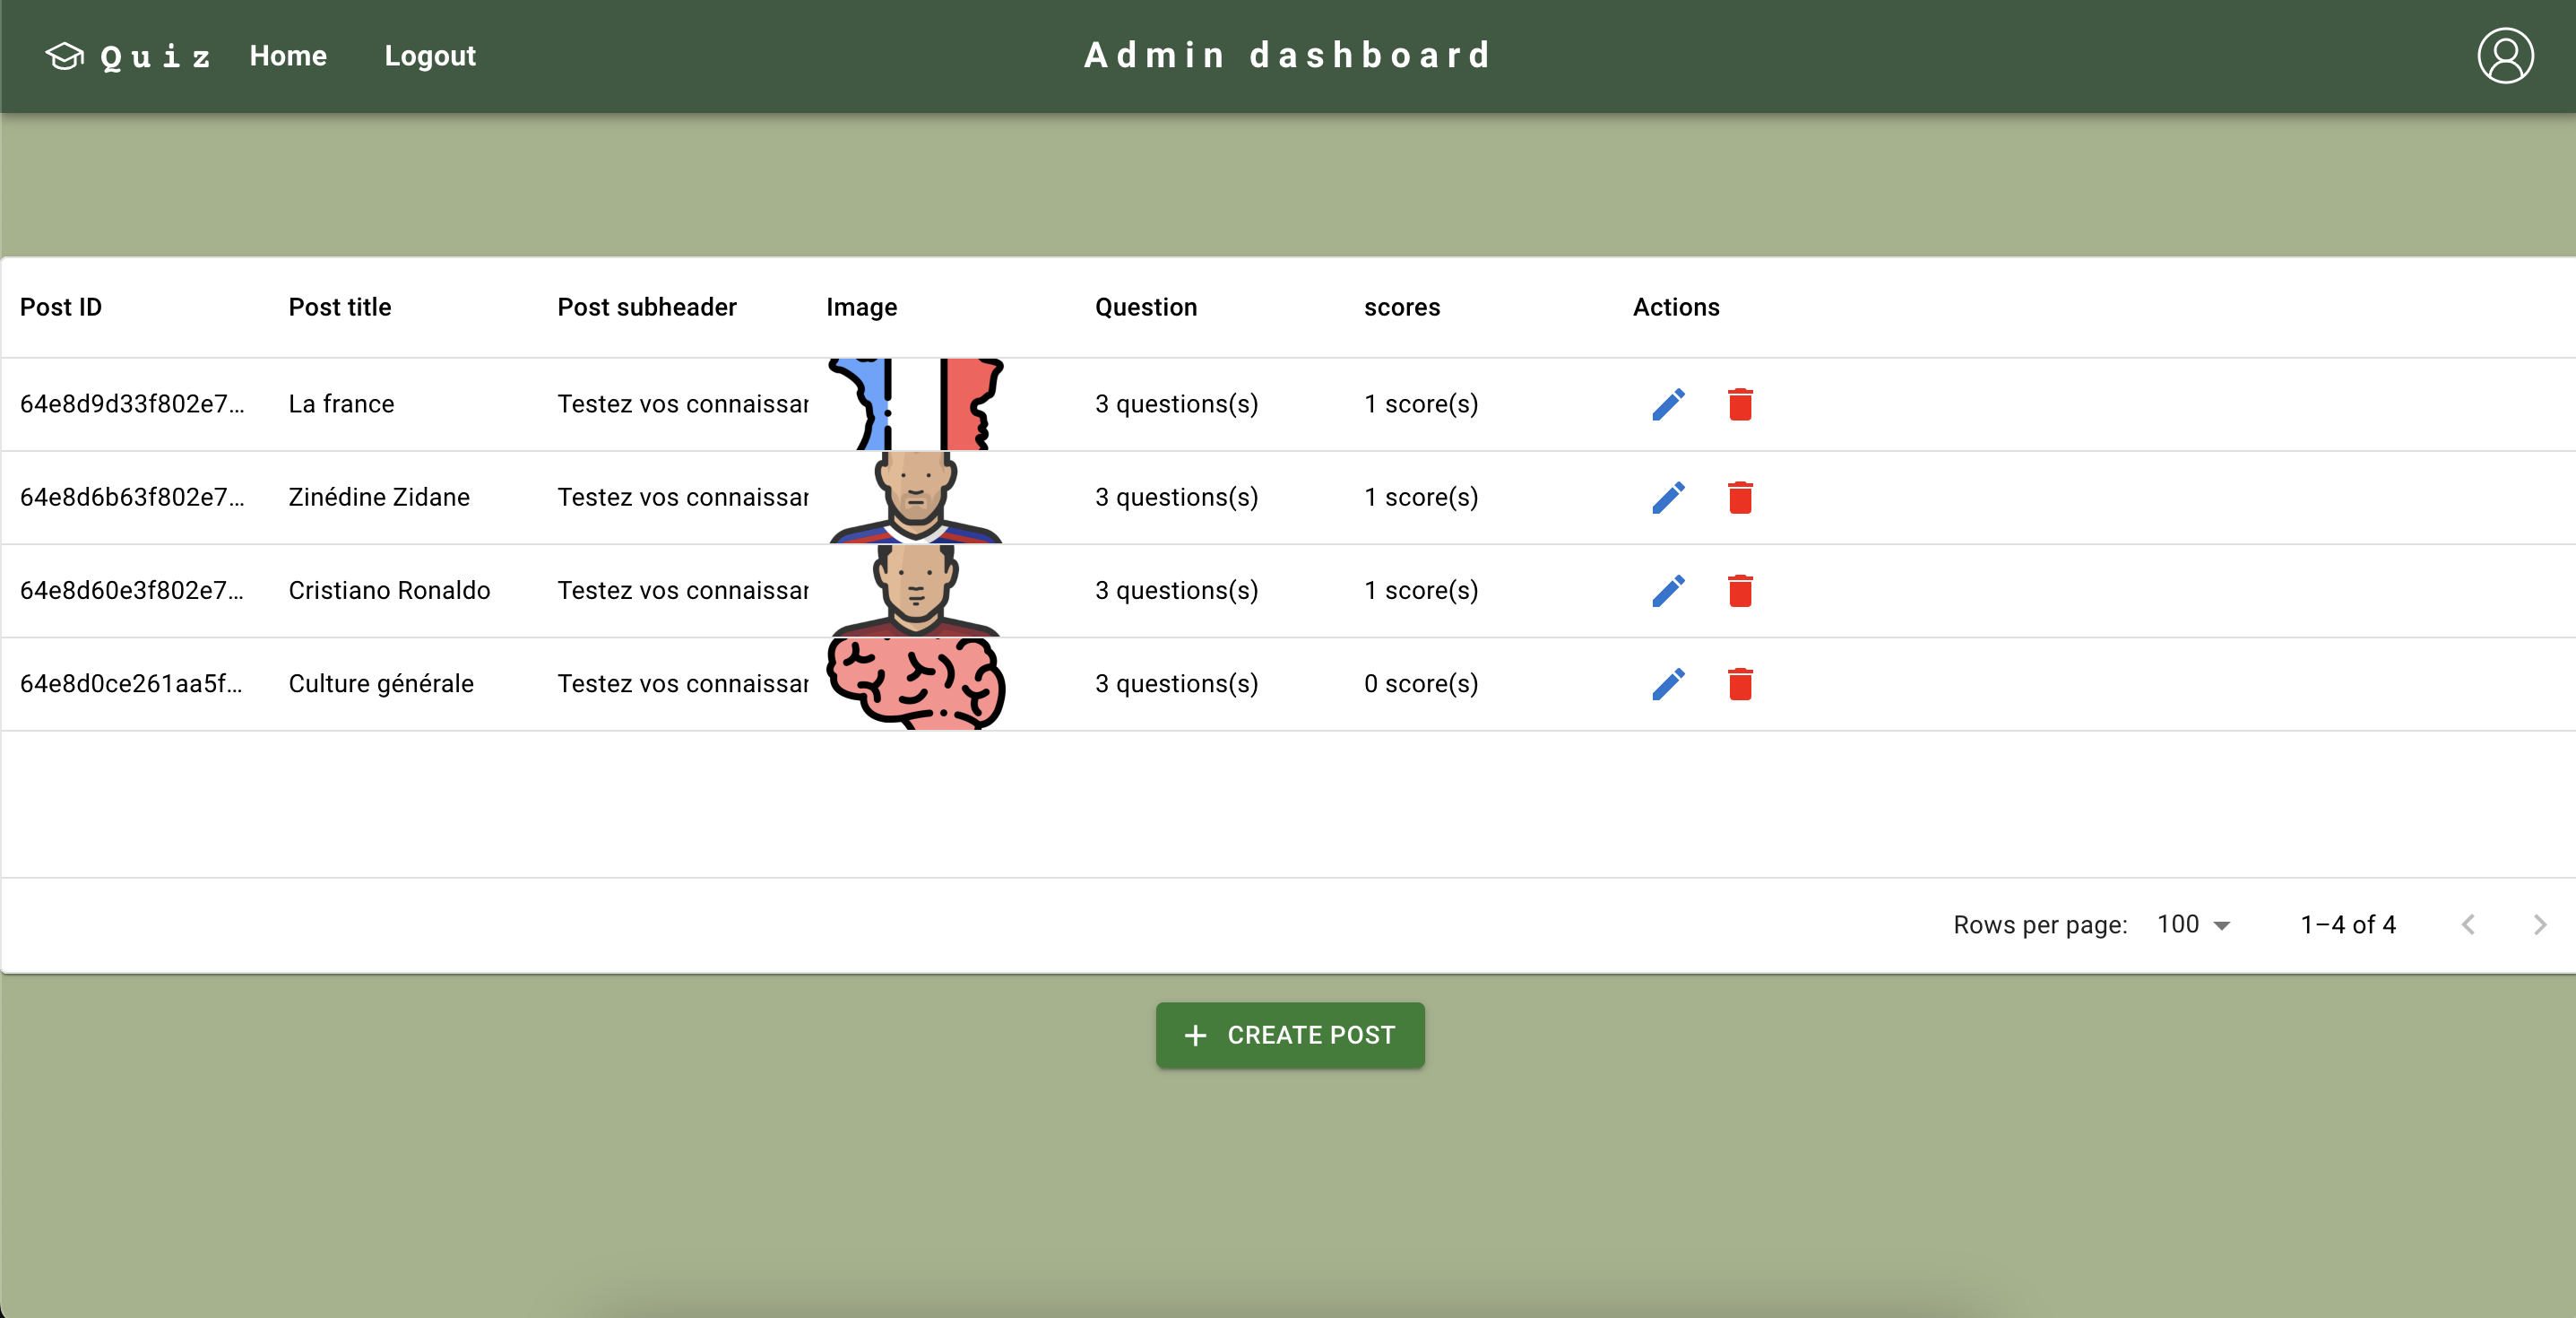 Quiz Home Logout Admin dashboard
Post ID Post title Post subheader Image Question scores Actions
64e8d9d33f802e7... La france Testez vos connaissar 3 questions(s) 1 score(s)
64e8d6b63f802e7... Zinédine Zidane Testez vos connaissar 3 questions(s) 1 score(s)
64e8d60e3f802e7... Cristiano Ronaldo Testez vos connaissar 3 questions(s) 1 score(s)
64e8d0ce261aa5f... Culture générale Testez vos connaissar 3 questions(s) 0 score(s)
Rows per page: 100 1–4 of 4
CREATE POST